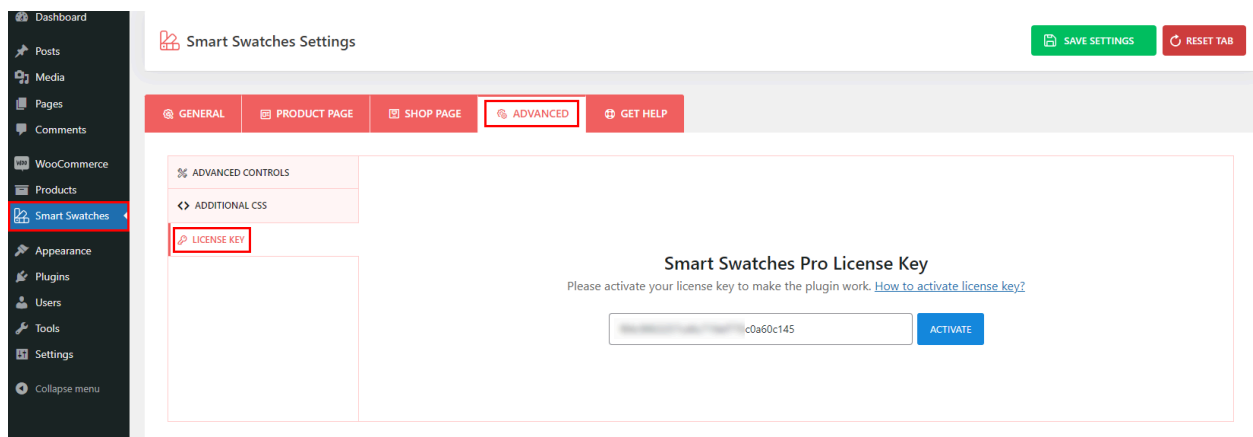 Dashboard
Posts
Media
Pages
Comments
WooCommerce
Products
Smart Swatches
Appearance
Plugins
Users
Tools
Settings
Collapse menu
Smart Swatches Settings
SAVE SETTINGS
RESET TAB
GENERAL
PRODUCT PAGE
SHOP PAGE
ADVANCED
GET HELP
ADVANCED CONTROLS
ADDITIONAL CSS
LICENSE KEY
Smart Swatches Pro License Key
Please activate your license key to make the plugin work. How to activate license key?
c0a60c145
ACTIVATE